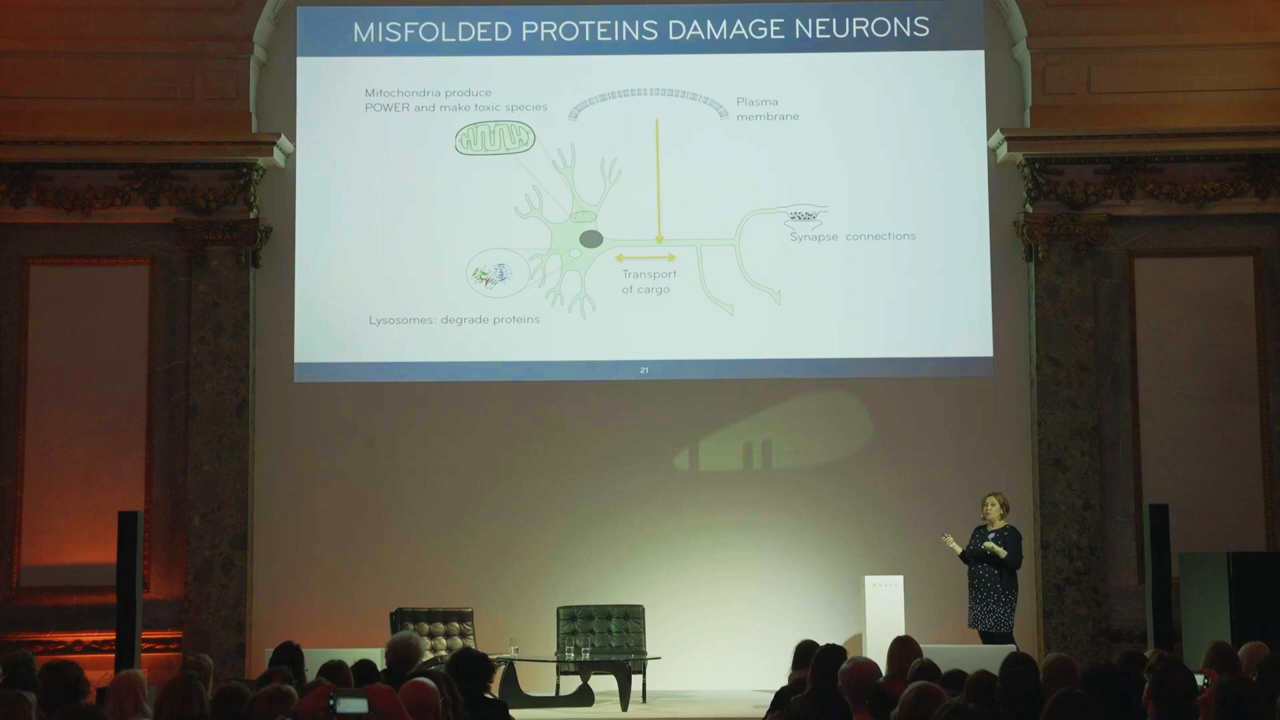 MISFOLDED PROTEINS DAMAGE NEURONS
Mitochondria produce
POWER and make toxic species
Plasma
membrane
Synapse connections
Transport
of cargo
Lysosomes: degrade proteins
21